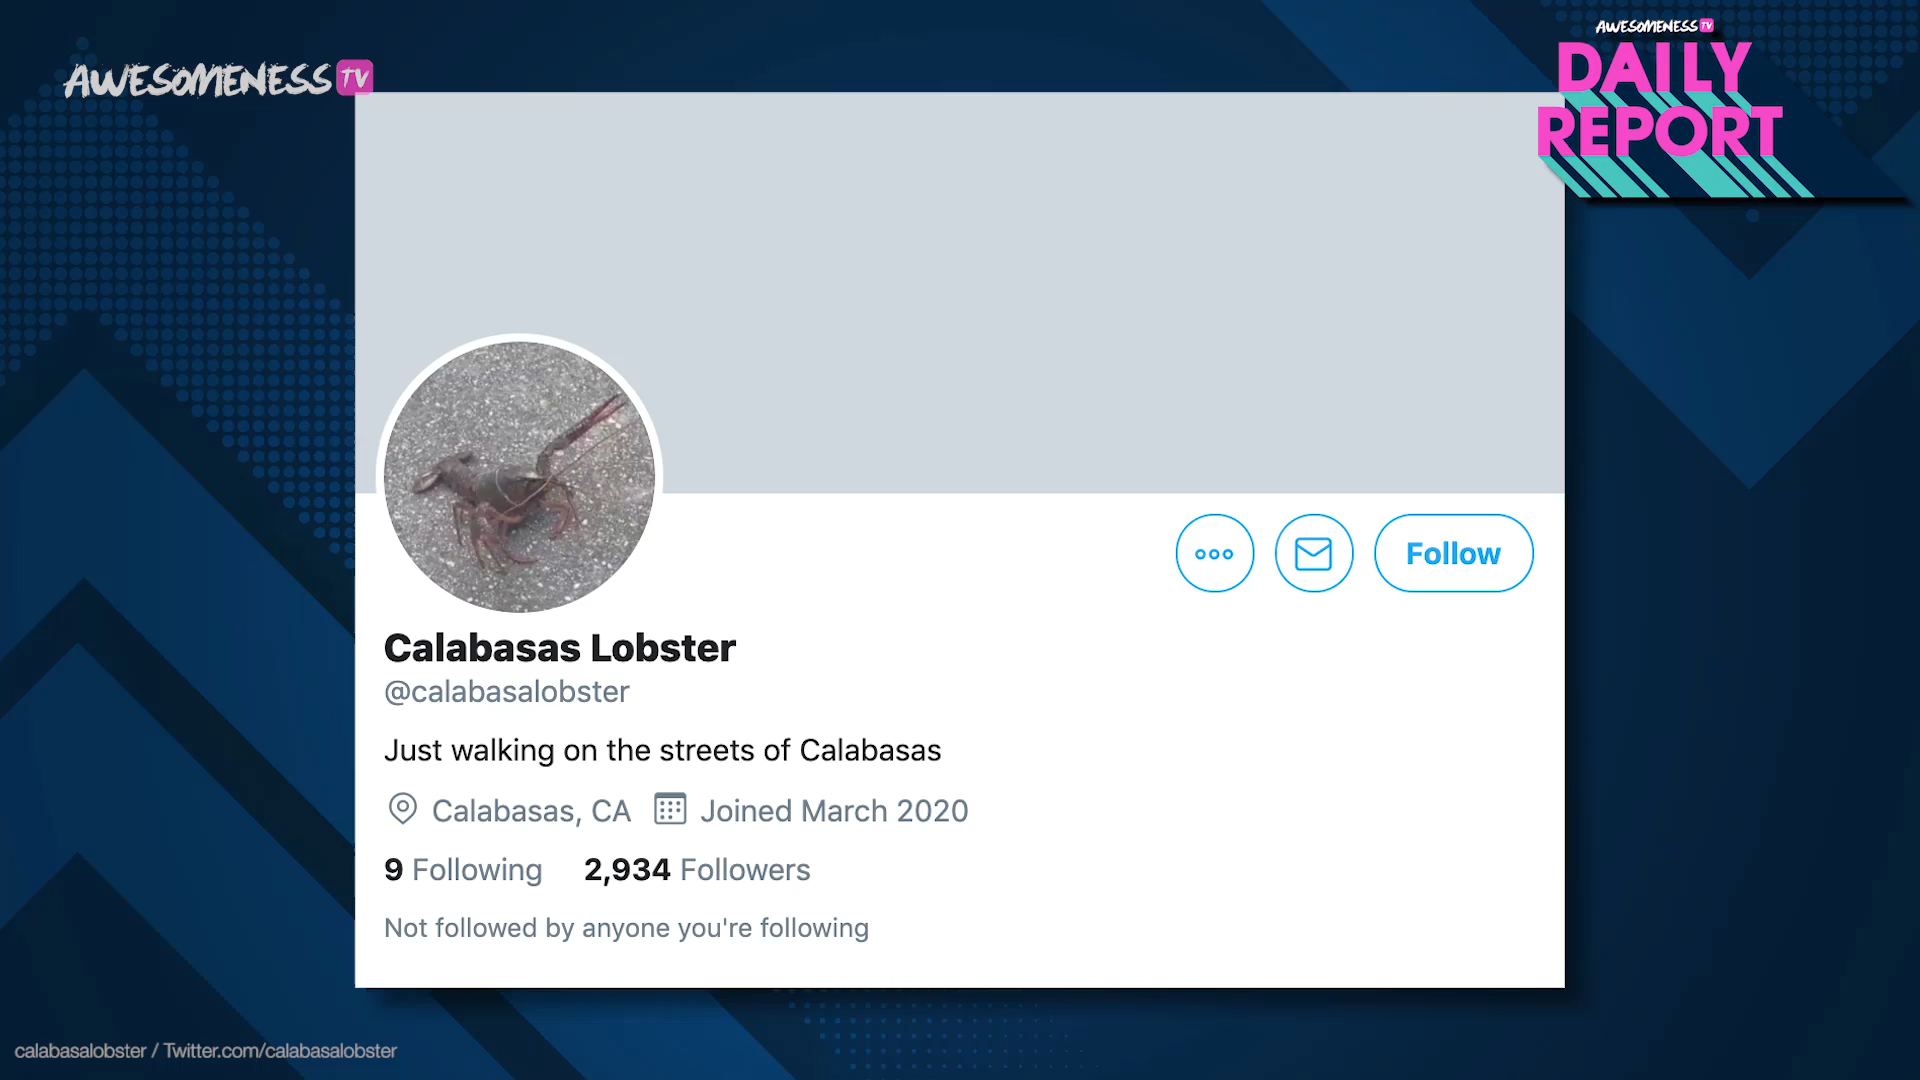 AWESOMENESS TV
AWESOMENESS TV
DAILY
REPORT
Follow
Calabasas Lobster
@calabasalobster
Just walking on the streets of Calabasas
Calabasas, CA Joined March 2020
9 Following 2,934 Followers
Not followed by anyone you're following
calabasalobster / Twitter.com/calabasalobster